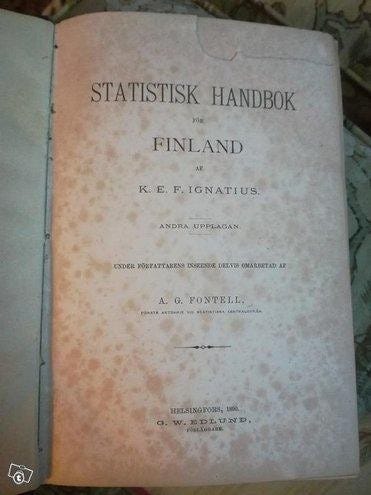 STATISTISK HANDBOK
FÖR
FINLAND
AF
K. E. F. IGNATIUS.
ANDRA UPPLAGAN.
UNDER FÖRFATTARENS INSEENDE DELVIS OMARBETAD AF
A. G. FONTELL,
FÖRSTE AKTUARIE VID STATISTISKA CENTRALBYRÅN.
HELSINGFORS, 1890.
G. W. EDLUND,
FÖRLÄGGARE.